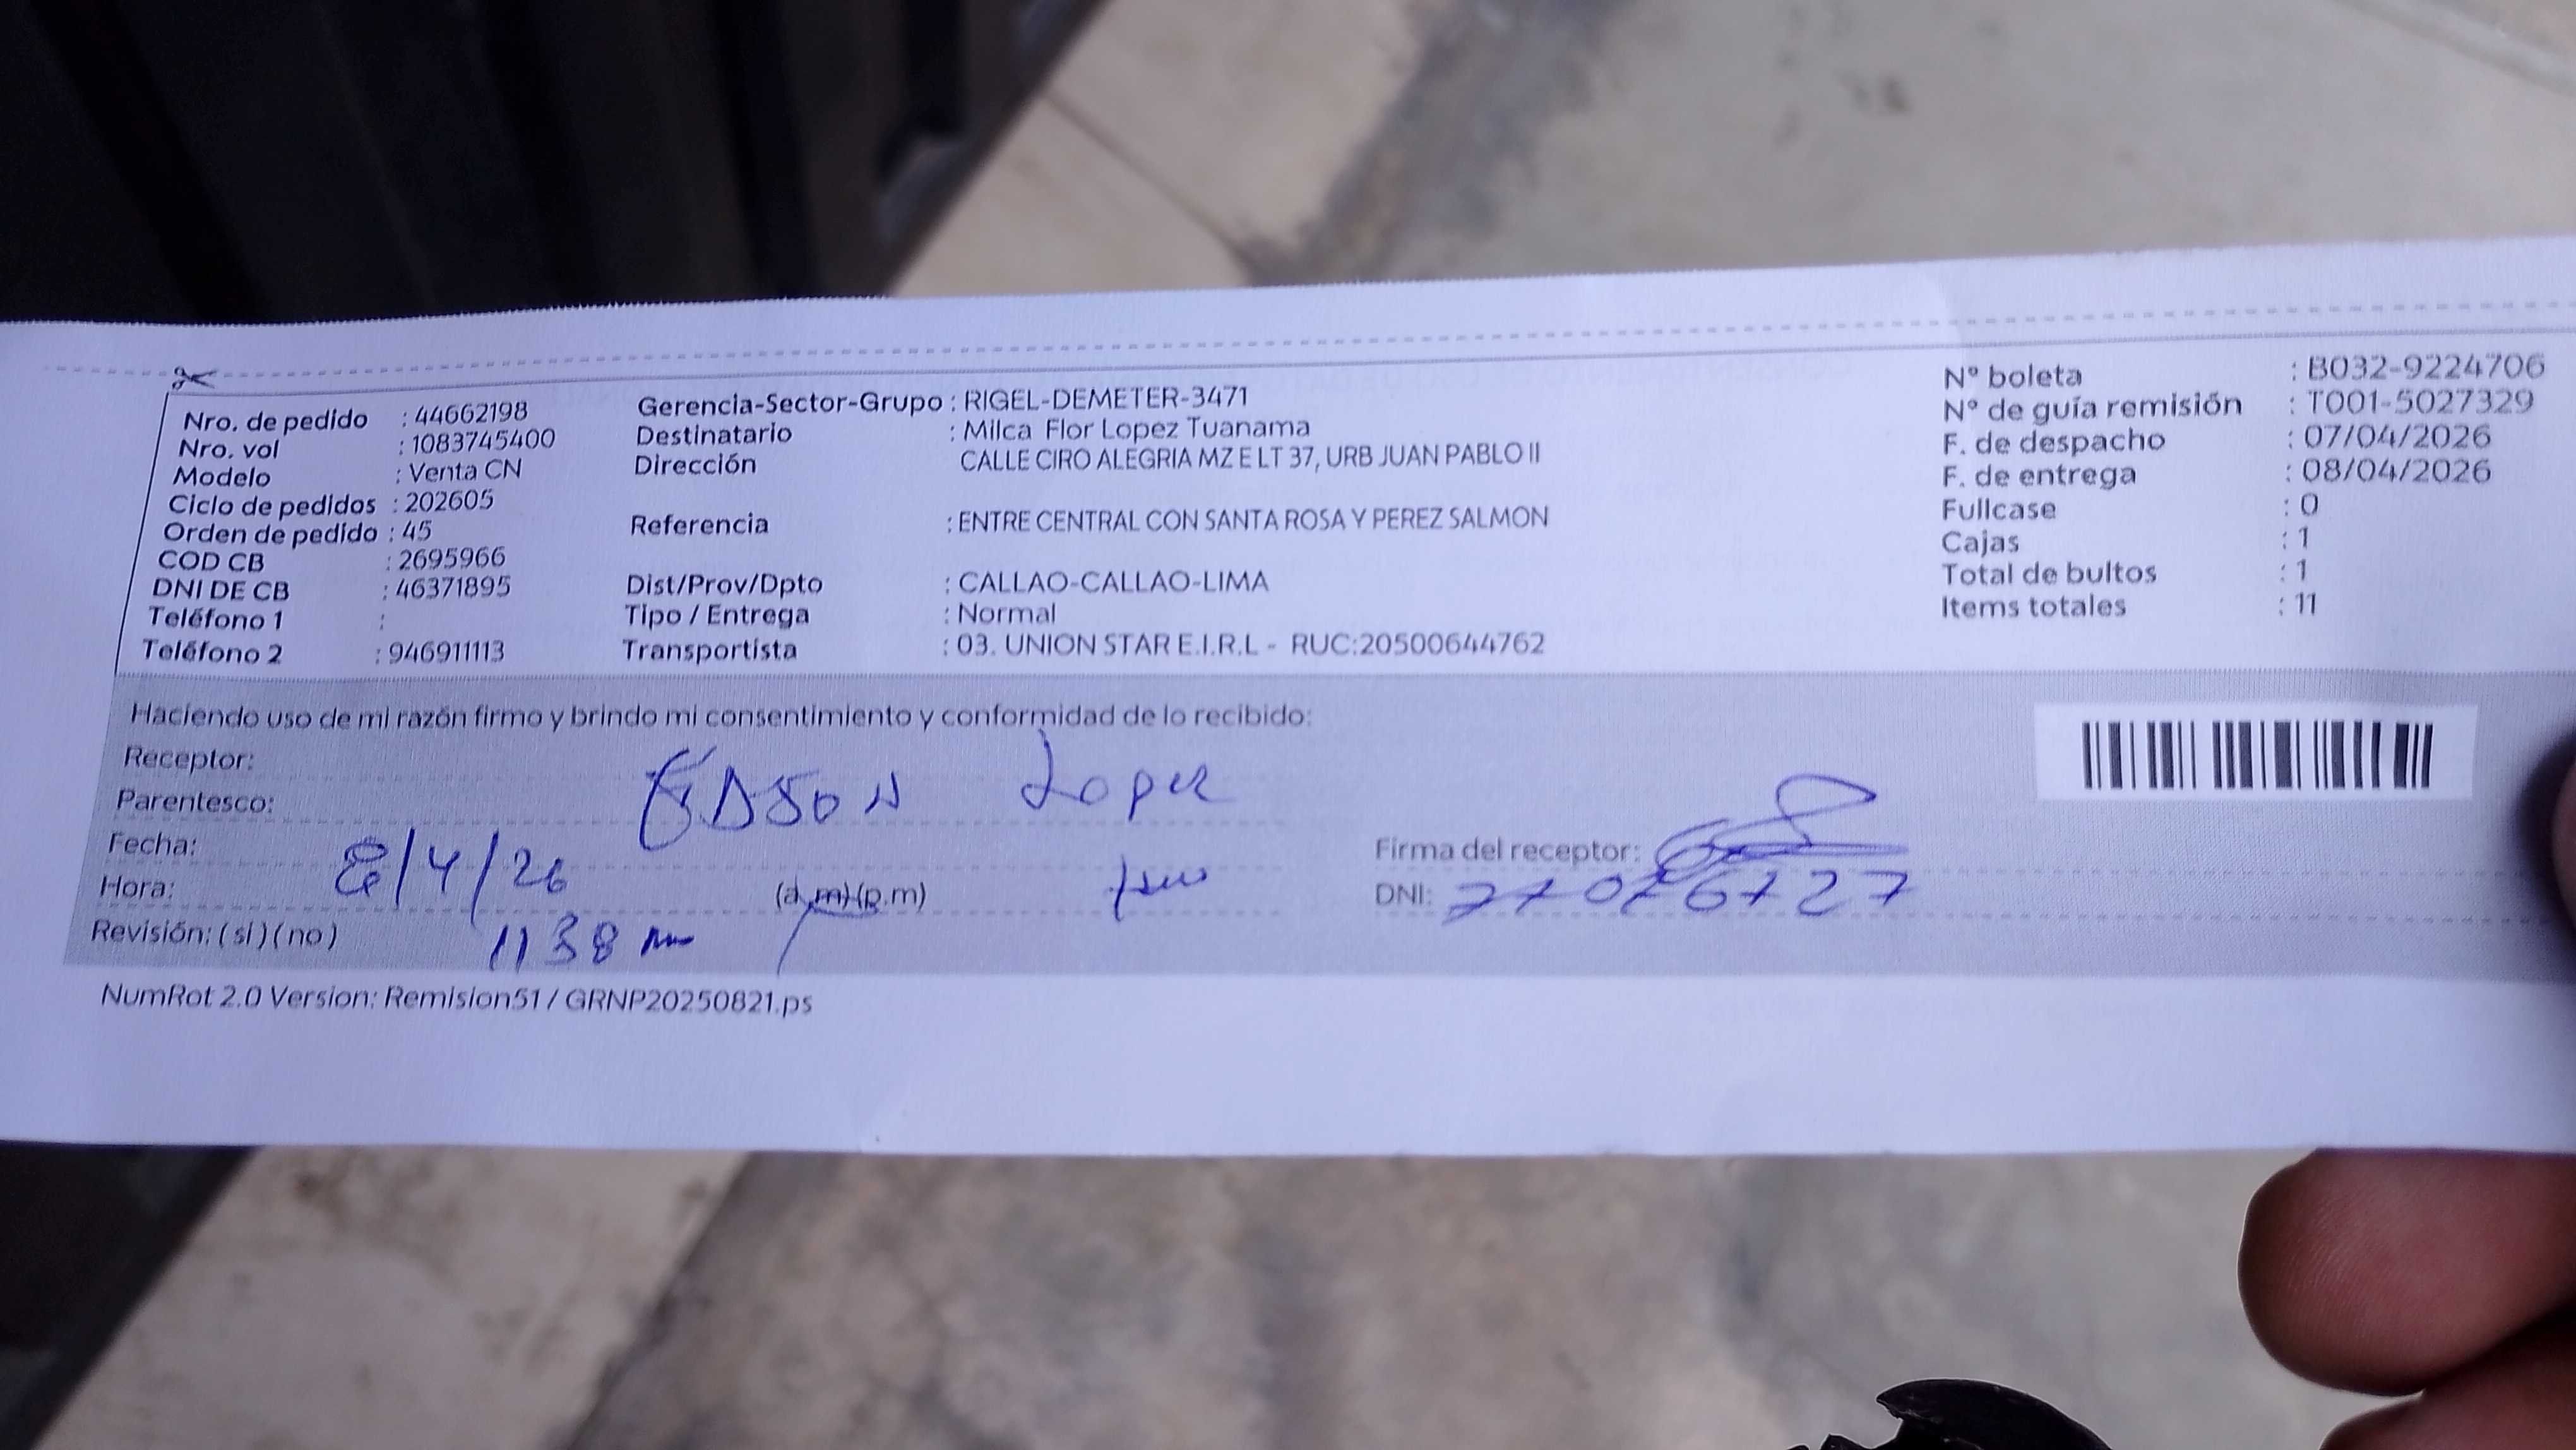 Nro. de pedido : 44662198
Nro. vol : 1083745400
Modelo : Venta CN
Ciclo de pedidos : 202605
Orden de pedido : 45
COD CB : 2695966
DNI DE CB : 46371895
Teléfono 1 :
Teléfono 2 : 946911113
Gerencia-Sector-Grupo : RIGEL-DEMETER-3471
Destinatario : Milca Flor Lopez Tuanama
Dirección CALLE CIRO ALEGRIA MZ E LT 37, URB JUAN PABLO II
Referencia : ENTRE CENTRAL CON SANTA ROSA Y PEREZ SALMON
Dist/Prov/Dpto : CALLAO-CALLAO-LIMA
Tipo / Entrega : Normal
Transportista : 03. UNION STAR E.I.R.L - RUC:20500644762
N° boleta : B032-9224706
N° de guía remisión : T001-5027329
F. de despacho : 07/04/2026
F. de entrega : 08/04/2026
Fullcase : 0
Cajas : 1
Total de bultos : 1
Items totales : 11
Haciendo uso de mi razón firmo y brindo mi consentimiento y conformidad de lo recibido:
Receptor: EDSON Lopez
Parentesco:
Fecha: 8/4/26
Hora: 1138 (a.m)(p.m)
Revisión: ( si ) ( no )
Firma del receptor:
DNI:
NumRot 2.0 Version: Remision51 / GRNP20250821.ps